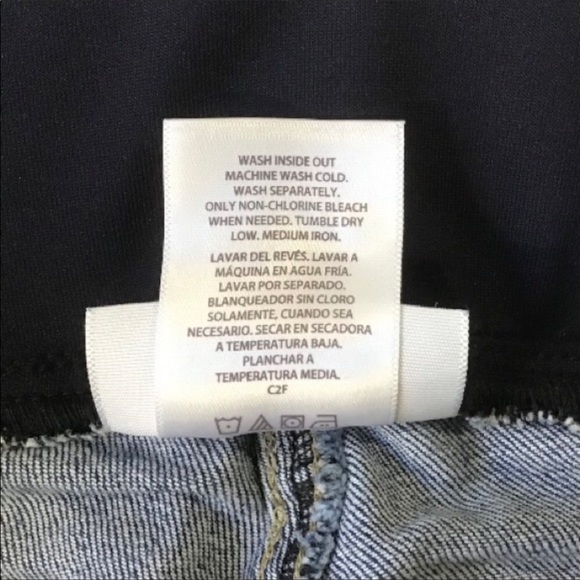 WASH INSIDE OUT
MACHINE WASH COLD.
WASH SEPARATELY.
ONLY NON-CHLORINE BLEACH
WHEN NEEDED. TUMBLE DRY
LOW. MEDIUM IRON.
LAVAR DEL REVÉS. LAVAR A
MÁQUINA EN AGUA FRÍA.
LAVAR POR SEPARADO.
BLANQUEADOR SIN CLORO
SOLAMENTE, CUANDO SEA
NECESARIO. SECAR EN SECADORA
A TEMPERATURA BAJA.
PLANCHAR A
TEMPERATURA MEDIA.
C2F